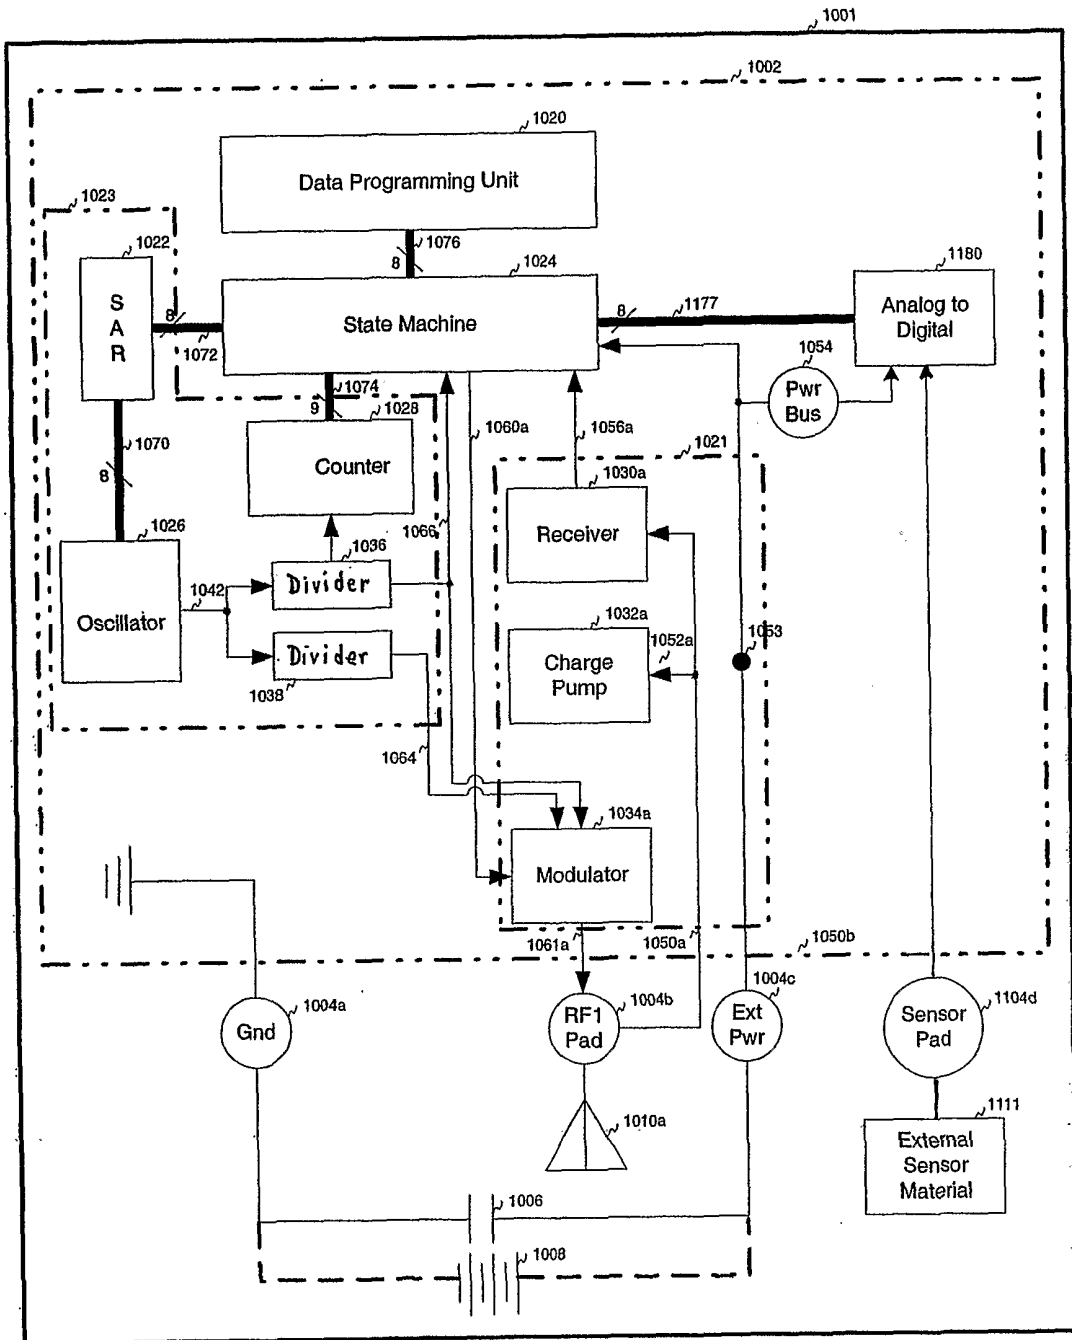 1001
1002
1020
Data Programming Unit
1023
1022
1076
8
1024
1180
S
A
R
8
1072
State Machine
8
1177
Analog to
Digital
1054
Pwr
Bus
1074
9
1028
1060a
1056a
1021
1070
8
Counter
1030a
Receiver
1026
1066
1036
1042
Divider
Oscillator
1032a
1052a
1053
Divider
Charge
Pump
1038
1064
1034a
Modulator
1061a
1050a
1050b
1004a
Gnd
1004b
RF1
Pad
1004c
Ext
Pwr
1104d
Sensor
Pad
1010a
1111
External
Sensor
Material
1006
1008